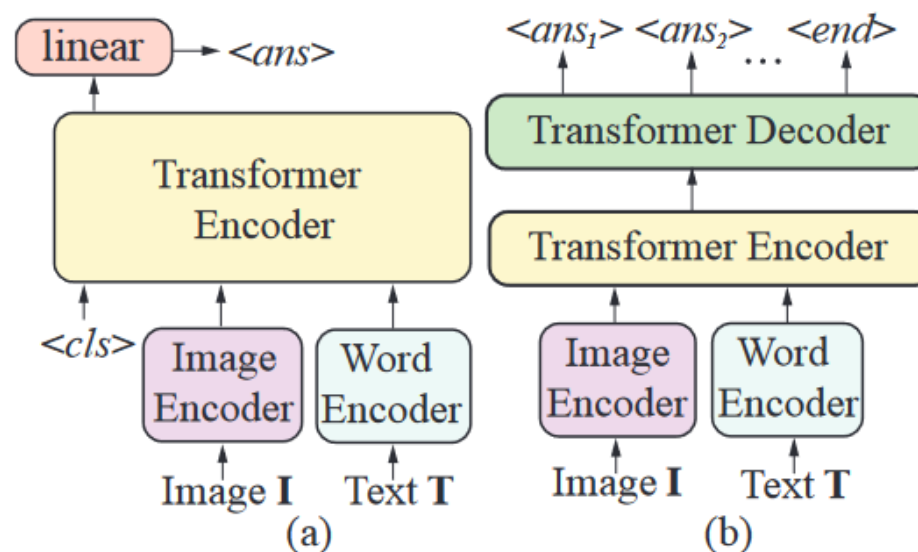 linear
<ans>
Transformer
Encoder
<cls>
Image
Encoder
Word
Encoder
Image I
Text T
(a)
<ans1> <ans2> ... <end>
Transformer Decoder
Transformer Encoder
Image
Encoder
Word
Encoder
Image I
Text T
(b)